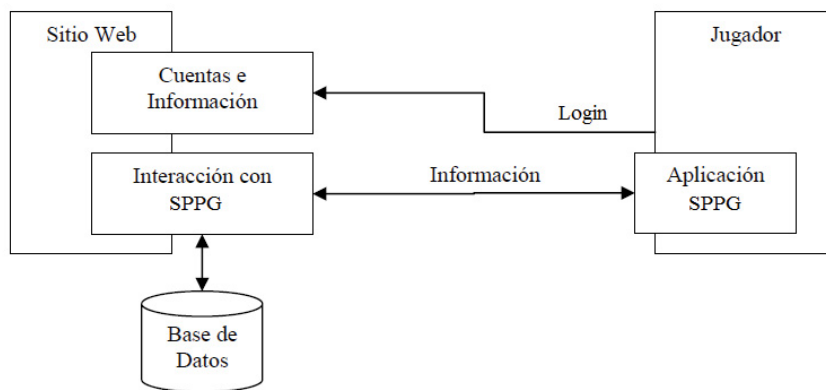 Sitio Web
Jugador
Cuentas e
Información
Login
Interacción con
SPPG
Información
Aplicación
SPPG
Base de
Datos